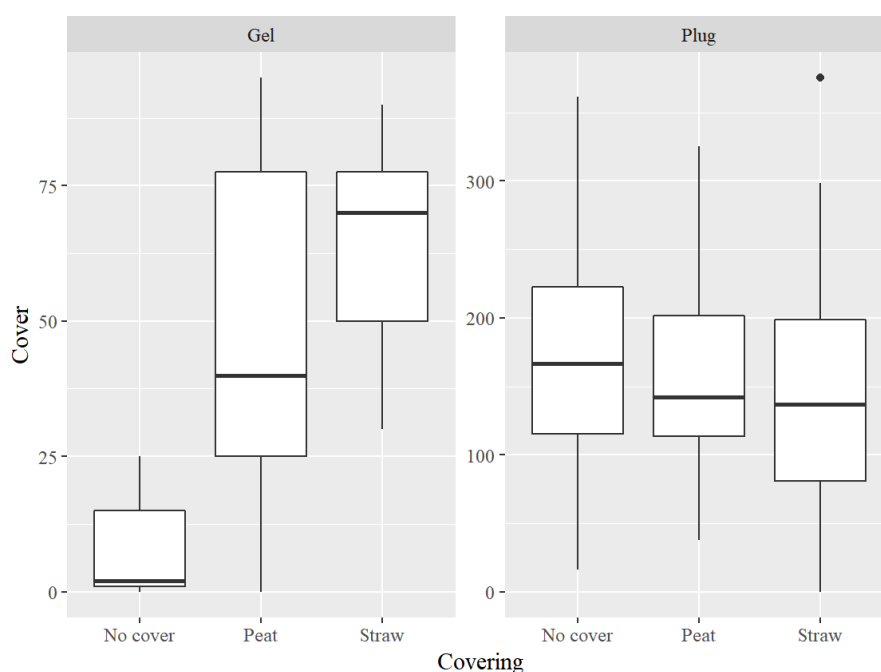 Gel
Plug
Cover
75
50
25
0
300
200
100
0
No cover
Peat
Straw
No cover
Peat
Straw
Covering